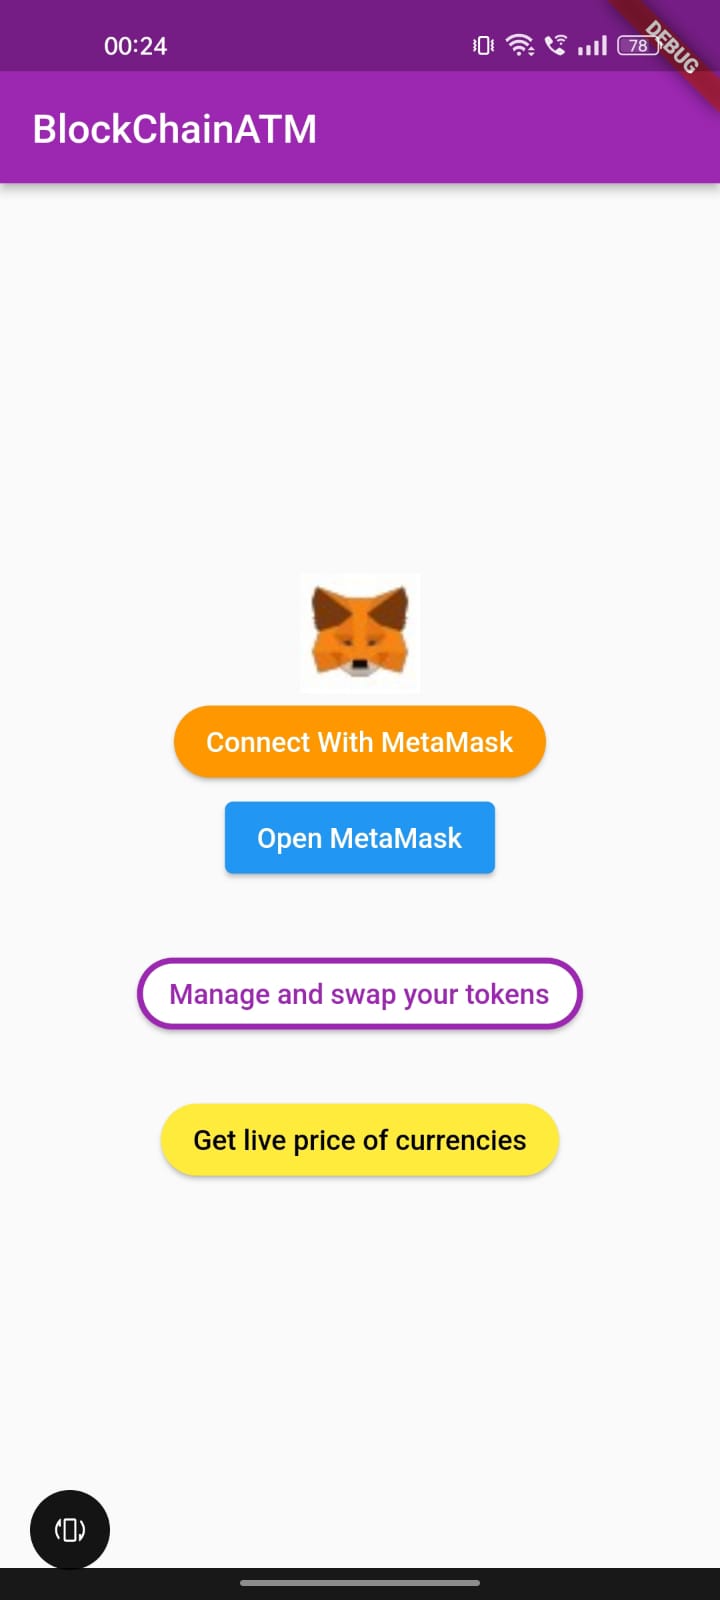 00:24
78
DEBUG
BlockChainATM
Connect With MetaMask
Open MetaMask
Manage and swap your tokens
Get live price of currencies